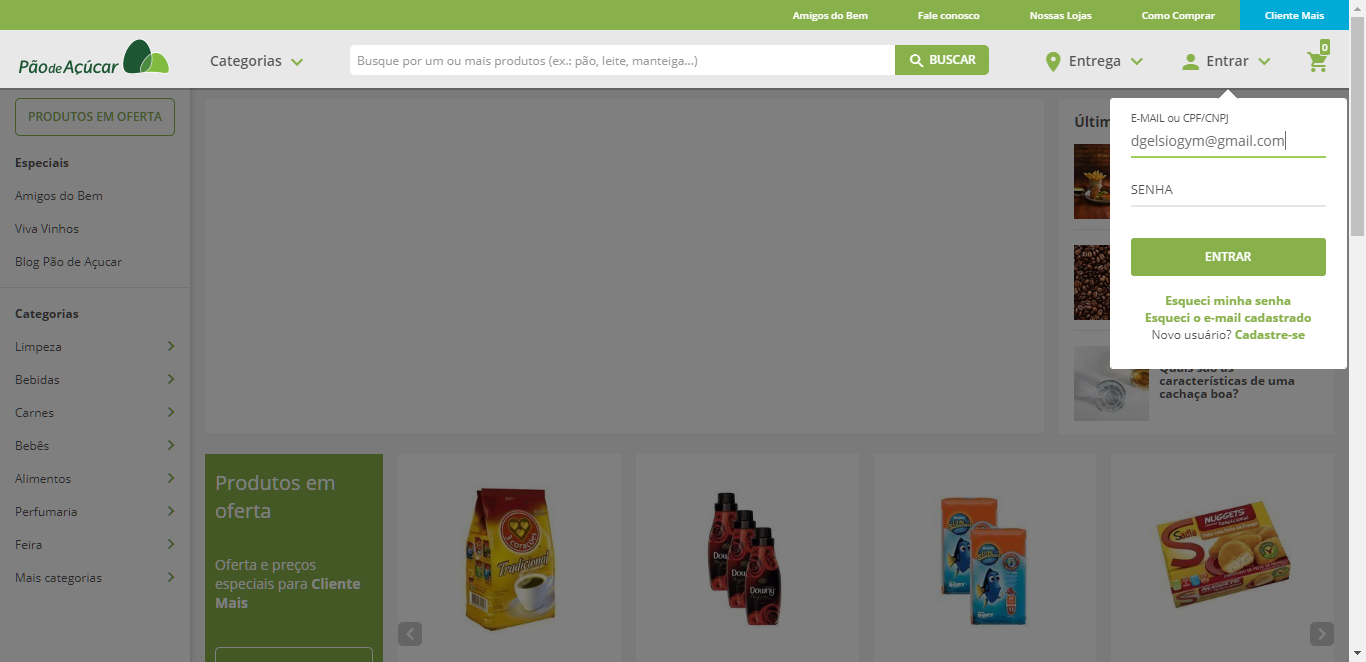 Amigos do Bem
Fale conosco
Nossas Lojas
Como Comprar
Cliente Mais
Pão de Açúcar
Categorias
Busque por um ou mais produtos (ex.: pão, leite, manteiga...)
BUSCAR
Entrega
Entrar
0
PRODUTOS EM OFERTA
Especiais
Amigos do Bem
Viva Vinhos
Blog Pão de Açucar
Categorias
Limpeza
Bebidas
Carnes
Bebês
Alimentos
Perfumaria
Feira
Mais categorias
E-MAIL ou CPF/CNPJ
dgelsiogym@gmail.com
SENHA
ENTRAR
Esqueci minha senha
Esqueci o e-mail cadastrado
Novo usuário? Cadastre-se
Quais são as
características de uma
cachaça boa?
Produtos em
oferta
Oferta e preços
especiais para Cliente
Mais
3 CORAÇÕES
Tradicional
Downy
NUGGETS
Sadia